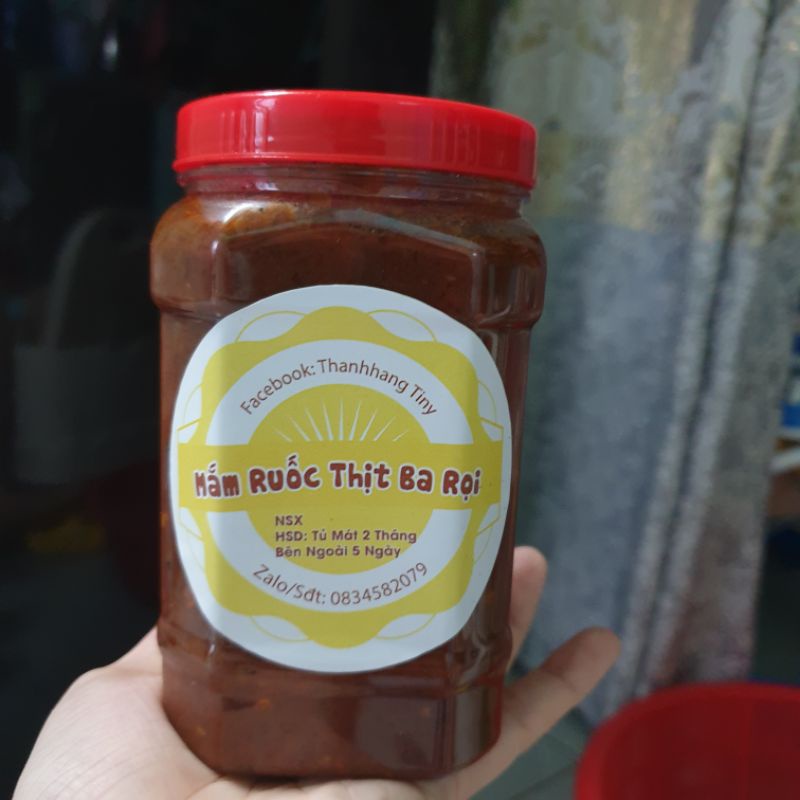 Facebook: Thanhhang Tiny
Mắm Ruốc Thịt Ba Rọi
NSX
HSD: Tủ Mát 2 Tháng
Bên Ngoài 5 Ngày
Zalo/Sđt: 0834582079